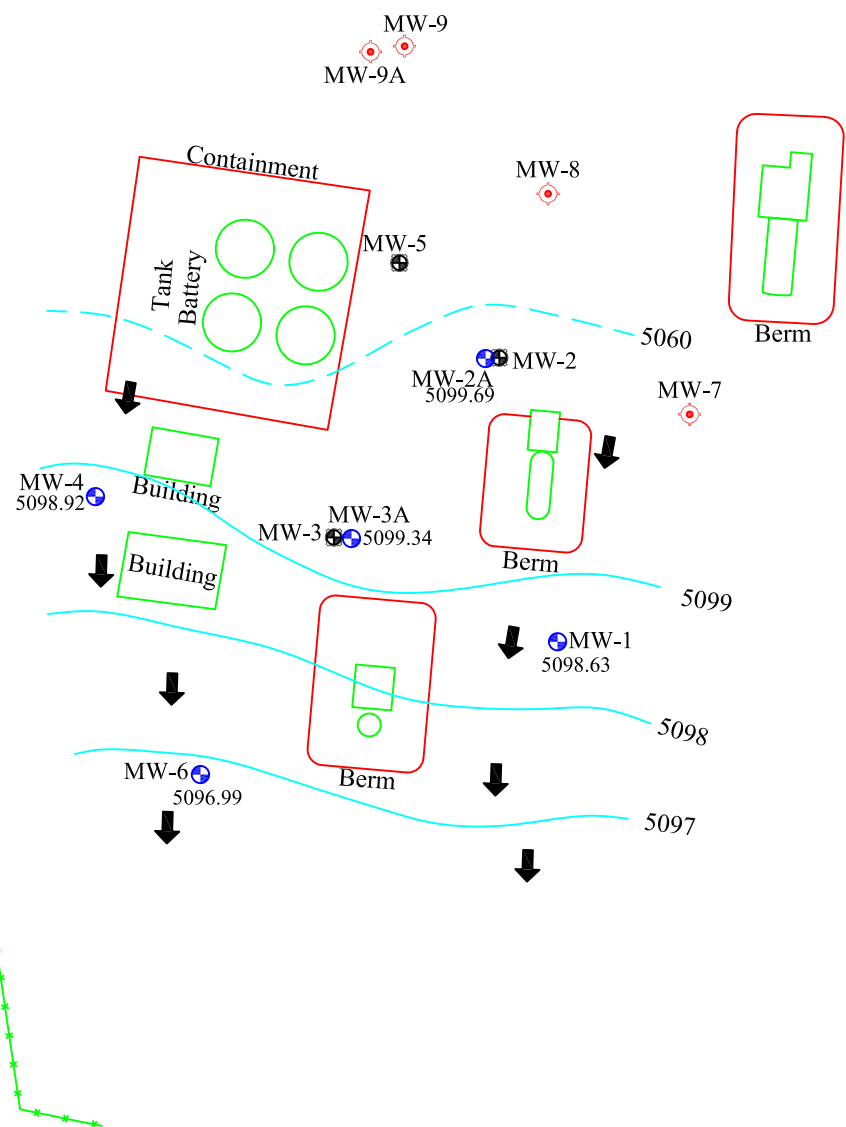 MW-9
MW-9A
Containment
MW-8
MW-5
Tank
Battery
Berm
5060
MW-2
MW-2A
5099.69
MW-7
MW-4
5098.92
Building
MW-3A
MW-3
5099.34
Berm
Building
5099
MW-1
5098.63
5098
MW-6
Berm
5096.99
5097